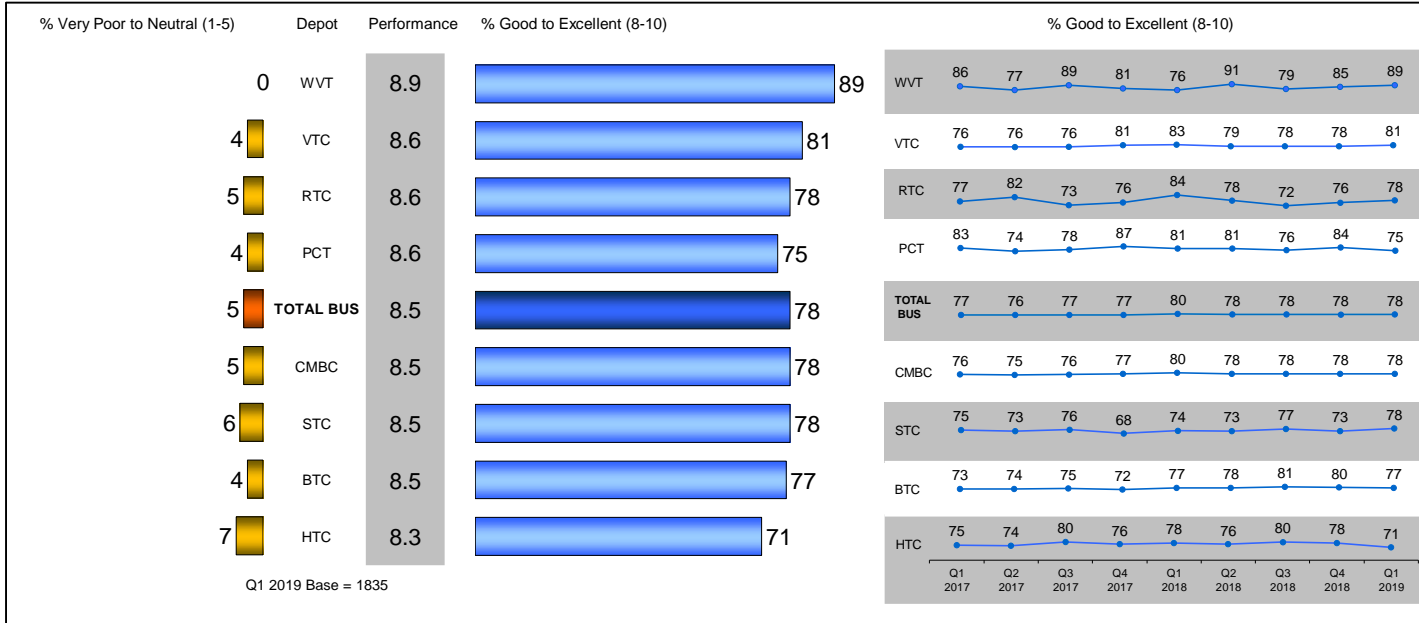 % Very Poor to Neutral (1-5) Depot Performance % Good to Excellent (8-10)
0 WVT 8.9 89
4 VTC 8.6 81
5 RTC 8.6 78
4 PCT 8.6 75
5 TOTAL BUS 8.5 78
5 CMBC 8.5 78
6 STC 8.5 78
4 BTC 8.5 77
7 HTC 8.3 71
Q1 2019 Base = 1835
% Good to Excellent (8-10)
WVT 86 77 89 81 76 91 79 85 89
VTC 76 76 76 81 83 79 78 78 81
RTC 77 82 73 76 84 78 72 76 78
PCT 83 74 78 87 81 81 76 84 75
TOTAL
BUS 77 76 77 77 80 78 78 78 78
CMBC 76 75 76 77 80 78 78 78 78
STC 75 73 76 68 74 73 77 73 78
BTC 73 74 75 72 77 78 81 80 77
HTC 75 74 80 76 78 76 80 78 71
Q1 Q2 Q3 Q4 Q1 Q2 Q3 Q4 Q1
2017 2017 2017 2017 2018 2018 2018 2018 2019